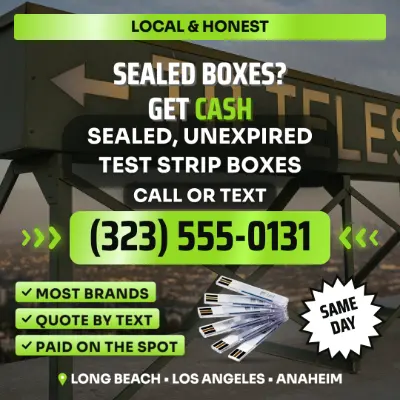 LOCAL & HONEST
SEALED BOXES?
GET CASH
SEALED, UNEXPIRED
TEST STRIP BOXES
CALL OR TEXT
(323) 555-0131
MOST BRANDS
QUOTE BY TEXT
PAID ON THE SPOT
SAME
DAY
LONG BEACH • LOS ANGELES • ANAHEIM